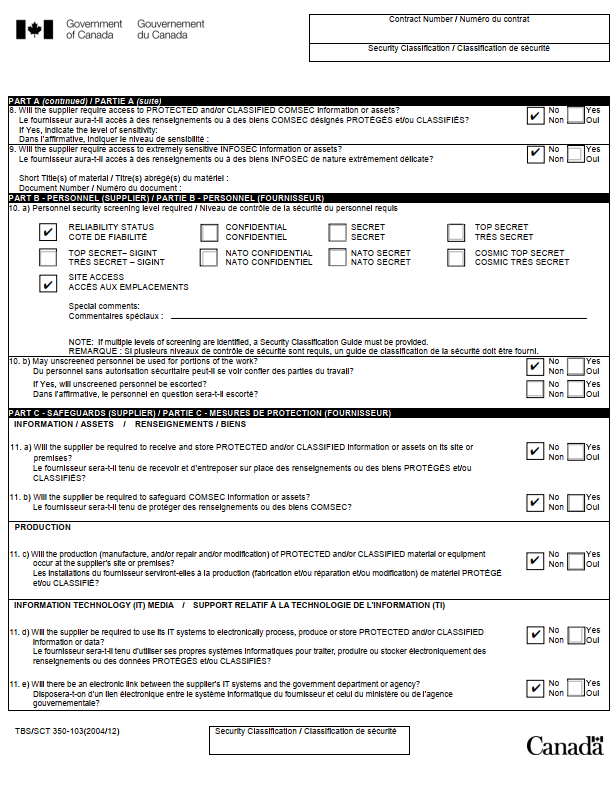 Government
of Canada
Gouvernement
du Canada
Contract Number / Numéro du contrat
Security Classification / Classification de sécurité
PART A (continued) / PARTIE A (suite)
8. Will the supplier require access to PROTECTED and/or CLASSIFIED COMSEC information or assets?
Le fournisseur aura-t-il accès à des renseignements ou à des biens COMSEC désignés PROTÉGÉS et/ou CLASSIFIÉS?
If Yes, indicate the level of sensitivity:
Dans l'affirmative, indiquer le niveau de sensibilité :
✔ No Yes
Non Oui
9. Will the supplier require access to extremely sensitive INFOSEC information or assets?
Le fournisseur aura-t-il accès à des renseignements ou à des biens INFOSEC de nature extrêmement délicate?
✔ No Yes
Non Oui
Short Title(s) of material / Titre(s) abrégé(s) du matériel :
Document Number / Numéro du document :
PART B - PERSONNEL (SUPPLIER) / PARTIE B - PERSONNEL (FOURNISSEUR)
10. a) Personnel security screening level required / Niveau de contrôle de la sécurité du personnel requis
✔ RELIABILITY STATUS
COTE DE FIABILITÉ
CONFIDENTIAL
CONFIDENTIEL
SECRET
SECRET
TOP SECRET
TRÈS SECRET
TOP SECRET– SIGINT
TRÈS SECRET – SIGINT
NATO CONFIDENTIAL
NATO CONFIDENTIEL
NATO SECRET
NATO SECRET
COSMIC TOP SECRET
COSMIC TRÈS SECRET
✔ SITE ACCESS
ACCÈS AUX EMPLACEMENTS
Special comments:
Commentaires spéciaux :
NOTE: If multiple levels of screening are identified, a Security Classification Guide must be provided.
REMARQUE : Si plusieurs niveaux de contrôle de sécurité sont requis, un guide de classification de la sécurité doit être fourni.
10. b) May unscreened personnel be used for portions of the work?
Du personnel sans autorisation sécuritaire peut-il se voir confier des parties du travail?
✔ No Yes
Non Oui
If Yes, will unscreened personnel be escorted?
Dans l'affirmative, le personnel en question sera-t-il escorté?
No Yes
Non Oui
PART C - SAFEGUARDS (SUPPLIER) / PARTIE C - MESURES DE PROTECTION (FOURNISSEUR)
INFORMATION / ASSETS / RENSEIGNEMENTS / BIENS
11. a) Will the supplier be required to receive and store PROTECTED and/or CLASSIFIED information or assets on its site or
premises?
Le fournisseur sera-t-il tenu de recevoir et d'entreposer sur place des renseignements ou des biens PROTÉGÉS et/ou
CLASSIFIÉS?
✔ No Yes
Non Oui
11. b) Will the supplier be required to safeguard COMSEC information or assets?
Le fournisseur sera-t-il tenu de protéger des renseignements ou des biens COMSEC?
✔ No Yes
Non Oui
PRODUCTION
11. c) Will the production (manufacture, and/or repair and/or modification) of PROTECTED and/or CLASSIFIED material or equipment
occur at the supplier's site or premises?
Les installations du fournisseur serviront-elles à la production (fabrication et/ou réparation et/ou modification) de matériel PROTÉGÉ
et/ou CLASSIFIÉ?
✔ No Yes
Non Oui
INFORMATION TECHNOLOGY (IT) MEDIA / SUPPORT RELATIF À LA TECHNOLOGIE DE L'INFORMATION (TI)
11. d) Will the supplier be required to use its IT systems to electronically process, produce or store PROTECTED and/or CLASSIFIED
information or data?
Le fournisseur sera-t-il tenu d'utiliser ses propres systèmes informatiques pour traiter, produire ou stocker électroniquement des
renseignements ou des données PROTÉGÉS et/ou CLASSIFIÉS?
✔ No Yes
Non Oui
11. e) Will there be an electronic link between the supplier's IT systems and the government department or agency?
Disposera-t-on d'un lien électronique entre le système informatique du fournisseur et celui du ministère ou de l'agence
gouvernementale?
✔ No Yes
Non Oui
TBS/SCT 350-103(2004/12)
Security Classification / Classification de sécurité
Canada